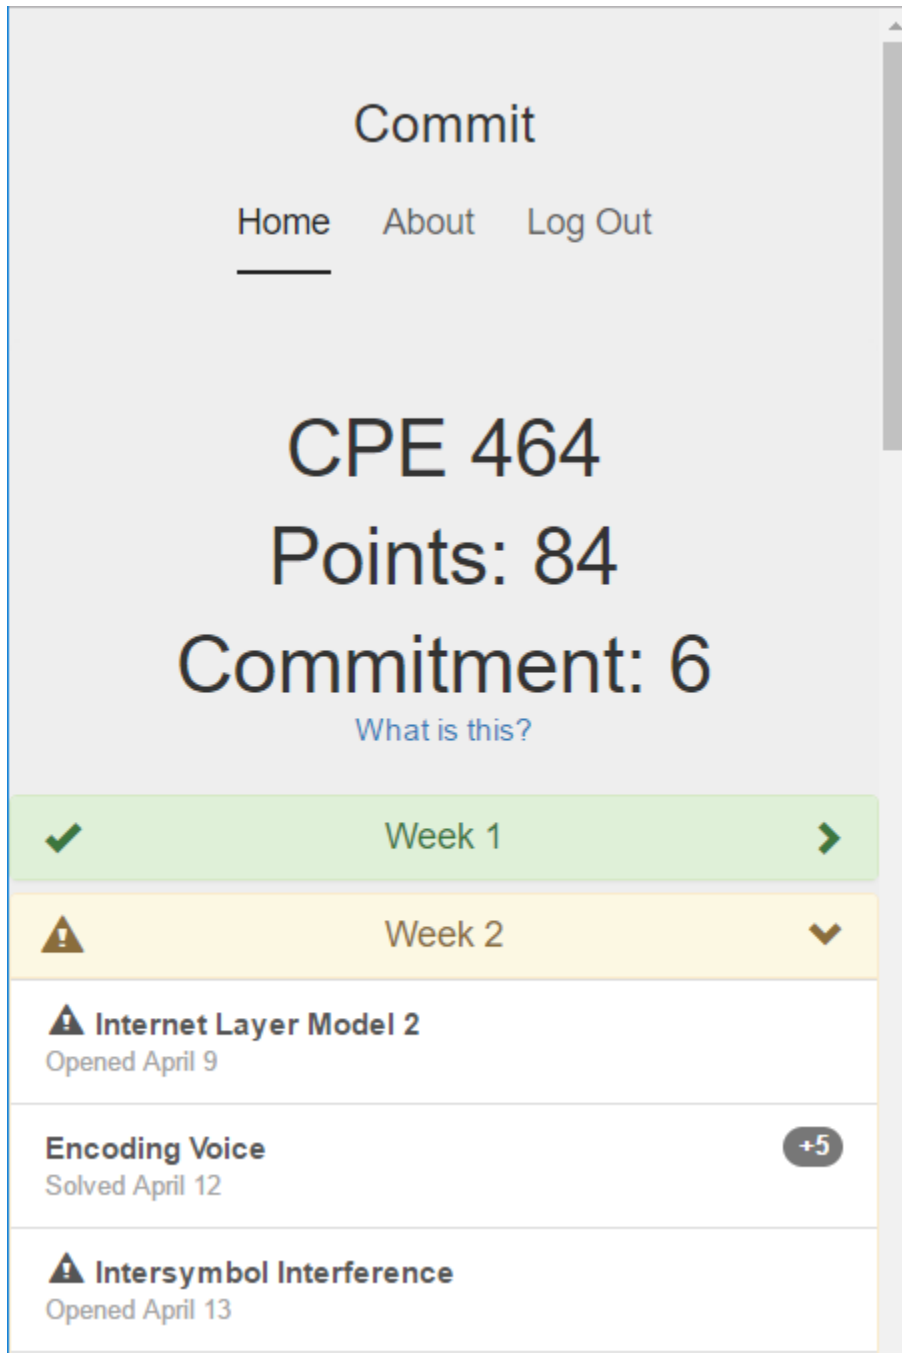 Commit
Home About Log Out
CPE 464
Points: 84
Commitment: 6
What is this?
Week 1
Week 2
Internet Layer Model 2
Opened April 9
Encoding Voice +5
Solved April 12
Intersymbol Interference
Opened April 13